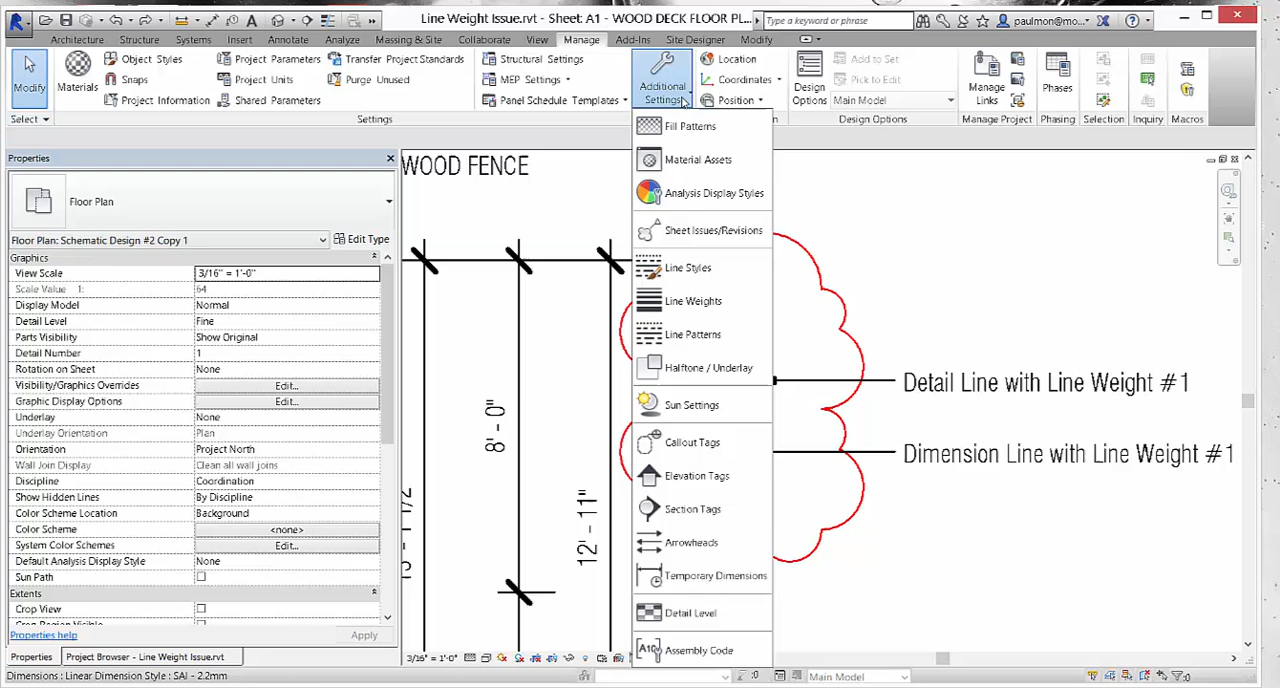 Line Weight Issue.rvt - Sheet: A1 - WOOD DECK FLOOR PL...
Type a keyword or phrase
paulmon@mo...
Architecture Structure Systems Insert Annotate Analyze Massing & Site Collaborate View Manage Add-Ins Site Designer Modify
Modify
Materials
Object Styles
Snaps
Project Information
Project Parameters
Project Units
Shared Parameters
Transfer Project Standards
Purge Unused
Structural Settings
MEP Settings
Panel Schedule Templates
Additional
Settings
Location
Coordinates
Position
Design
Options
Add to Set
Pick to Edit
Main Model
Manage
Links
Phases
Select
Settings
Design Options
Manage Project
Phasing
Selection
Inquiry
Macros
Fill Patterns
Material Assets
Analysis Display Styles
Sheet Issues/Revisions
Line Styles
Line Weights
Line Patterns
Halftone / Underlay
Sun Settings
Callout Tags
Elevation Tags
Section Tags
Arrowheads
Temporary Dimensions
Detail Level
Assembly Code
Properties
Floor Plan
Floor Plan: Schematic Design #2 Copy 1
Edit Type
Graphics
View Scale 3/16" = 1'-0"
Scale Value 1: 64
Display Model Normal
Detail Level Fine
Parts Visibility Show Original
Detail Number 1
Rotation on Sheet None
Visibility/Graphics Overrides Edit...
Graphic Display Options Edit...
Underlay None
Underlay Orientation Plan
Orientation Project North
Wall Join Display Clean all wall joins
Discipline Coordination
Show Hidden Lines By Discipline
Color Scheme Location Background
Color Scheme <none>
System Color Schemes Edit...
Default Analysis Display Style None
Sun Path
Extents
Crop View
Crop Region Visible
Properties help
Apply
Properties
Project Browser - Line Weight Issue.rvt
WOOD FENCE
8' - 0"
12' - 11"
Detail Line with Line Weight #1
Dimension Line with Line Weight #1
3/16" = 1'-0"
Dimensions : Linear Dimension Style : SAI - 2.2mm
:0
Main Model
:0